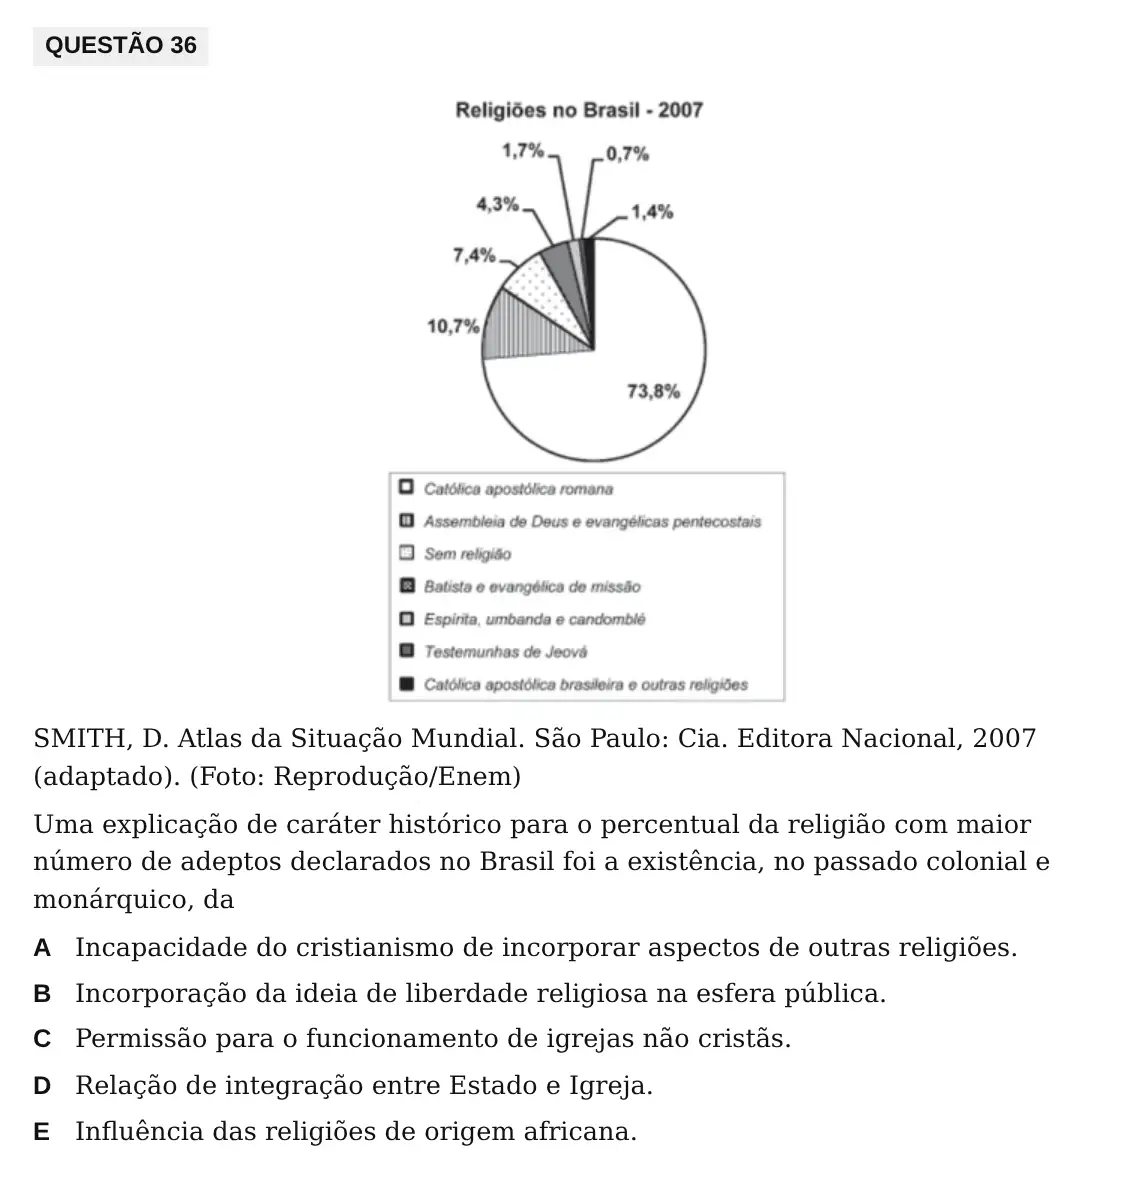 QUESTÃO 36
Religiões no Brasil - 2007
1,7%
0,7%
4,3%
1,4%
7,4%
10,7%
73,8%
Católica apostólica romana
Assembleia de Deus e evangélicas pentecostais
Sem religião
Batista e evangélica de missão
Espírita, umbanda e candomblé
Testemunhas de Jeová
Católica apostólica brasileira e outras religiões
SMITH, D. Atlas da Situação Mundial. São Paulo: Cia. Editora Nacional, 2007
(adaptado). (Foto: Reprodução/Enem)
Uma explicação de caráter histórico para o percentual da religião com maior
número de adeptos declarados no Brasil foi a existência, no passado colonial e
monárquico, da
A Incapacidade do cristianismo de incorporar aspectos de outras religiões.
B Incorporação da ideia de liberdade religiosa na esfera pública.
C Permissão para o funcionamento de igrejas não cristãs.
D Relação de integração entre Estado e Igreja.
E Influência das religiões de origem africana.